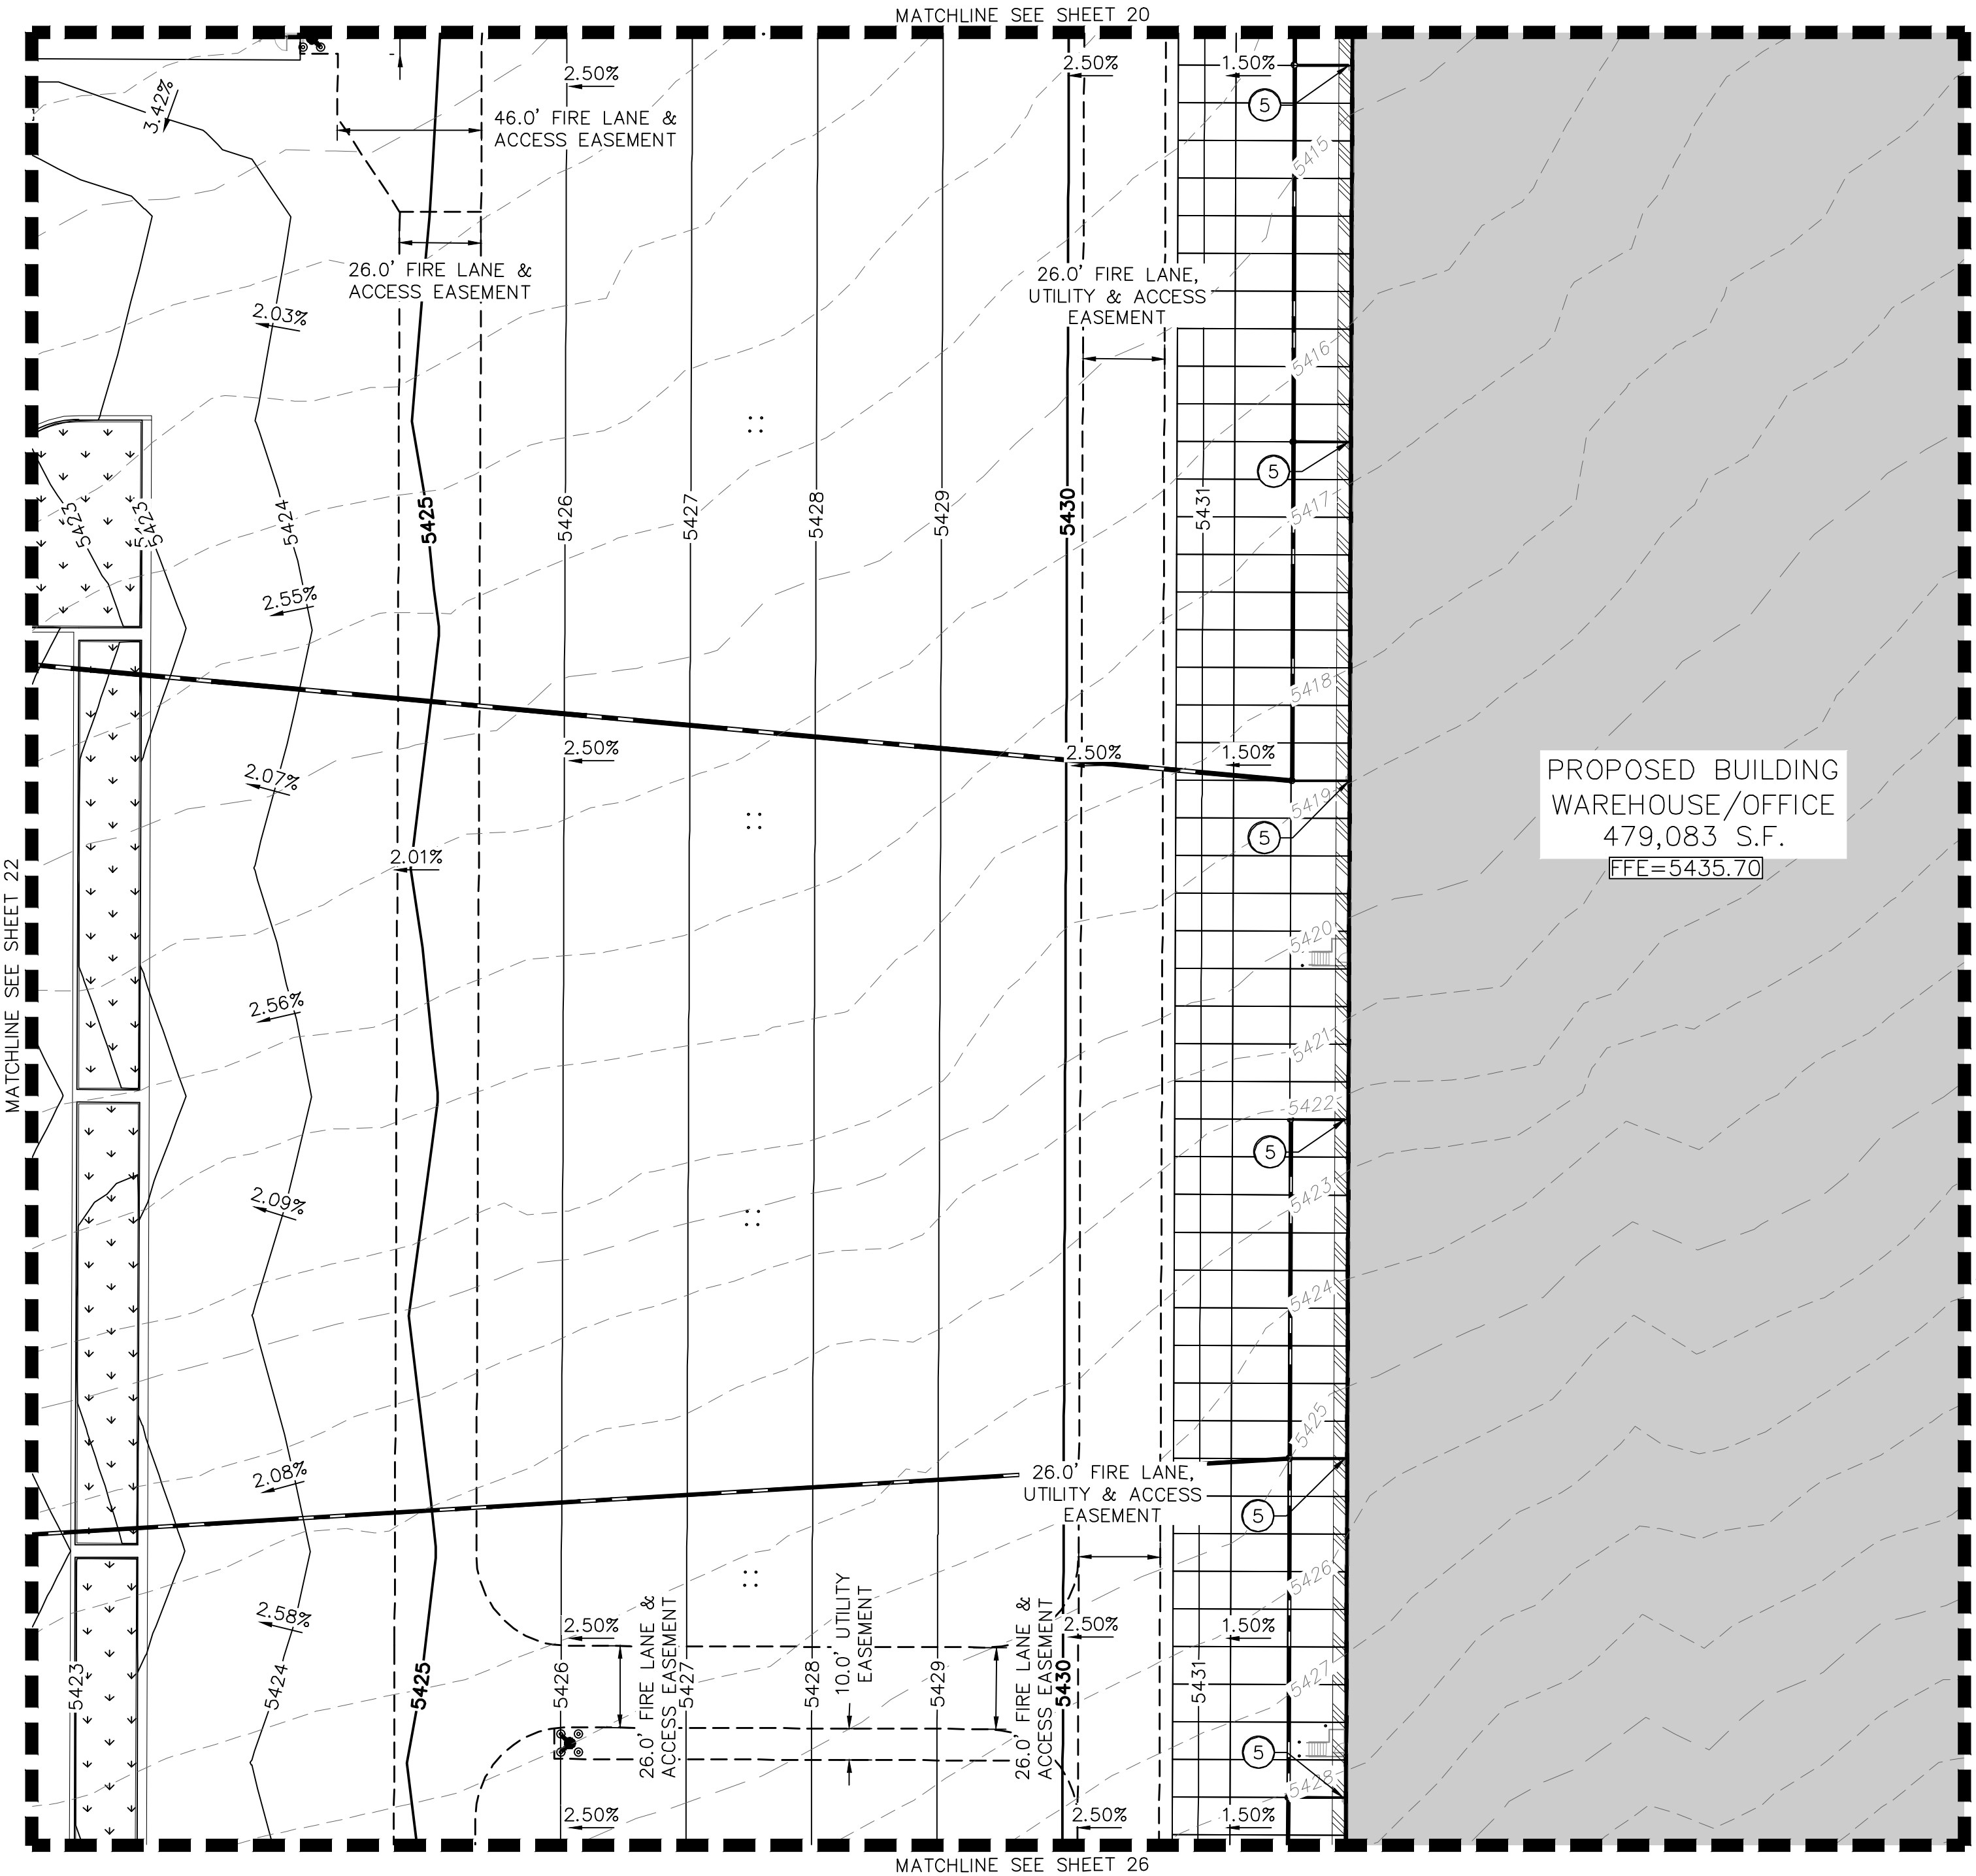 MATCHLINE SEE SHEET 20
3.42%
2.50%
2.50%
1.50%
5
46.0' FIRE LANE &
ACCESS EASEMENT
5415
26.0' FIRE LANE &
ACCESS EASEMENT
26.0' FIRE LANE,
UTILITY & ACCESS
EASEMENT
2.03%
5416
5
5423
5423
5423
5424
5425
5426
5427
5428
5429
5430
5431
5417
2.55%
5418
2.50%
2.50%
1.50%
2.07%
5419
5
PROPOSED BUILDING
WAREHOUSE/OFFICE
479,083 S.F.
FFE=5435.70
2.01%
MATCHLINE SEE SHEET 22
5420
2.56%
5421
5422
5
2.09%
5423
5424
5425
2.08%
26.0' FIRE LANE,
UTILITY & ACCESS
EASEMENT
5
5426
2.58%
2.50%
2.50%
1.50%
26.0' FIRE LANE &
ACCESS EASEMENT
10.0' UTILITY
EASEMENT
26.0' FIRE LANE &
ACCESS EASEMENT
5423
5424
5425
5426
5427
5428
5429
5430
5431
5427
5
5428
2.50%
2.50%
1.50%
MATCHLINE SEE SHEET 26